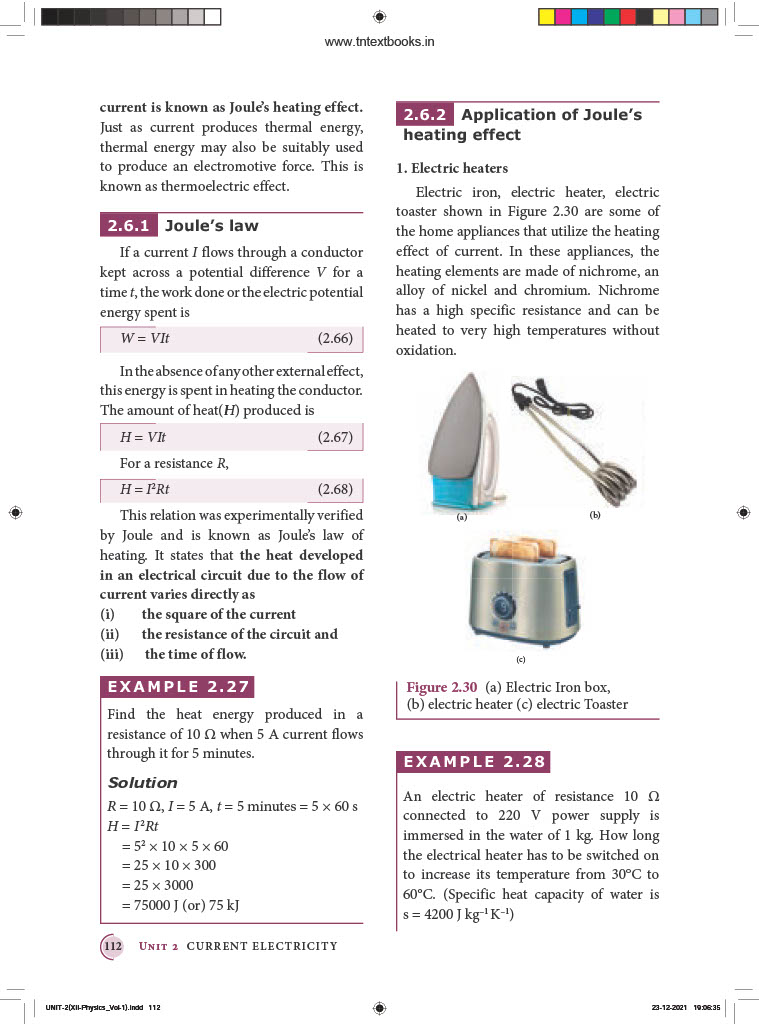 www.tntextbooks.in
current is known as Joule’s heating effect.
Just as current produces thermal energy,
thermal energy may also be suitably used
to produce an electromotive force. This is
known as thermoelectric effect.
2.6.1 Joule’s law
If a current I flows through a conductor
kept across a potential difference V for a
time t, the work done or the electric potential
energy spent is
W = VIt (2.66)
In the absence of any other external effect,
this energy is spent in heating the conductor.
The amount of heat(H) produced is
H = VIt (2.67)
For a resistance R,
H = I²Rt (2.68)
This relation was experimentally verified
by Joule and is known as Joule’s law of
heating. It states that the heat developed
in an electrical circuit due to the flow of
current varies directly as
(i) the square of the current
(ii) the resistance of the circuit and
(iii) the time of flow.
EXAMPLE 2.27
Find the heat energy produced in a
resistance of 10 Ω when 5 A current flows
through it for 5 minutes.
Solution
R = 10 Ω, I = 5 A, t = 5 minutes = 5 × 60 s
H = I²Rt
= 5² × 10 × 5 × 60
= 25 × 10 × 300
= 25 × 3000
= 75000 J (or) 75 kJ
2.6.2 Application of Joule’s
heating effect
1. Electric heaters
Electric iron, electric heater, electric
toaster shown in Figure 2.30 are some of
the home appliances that utilize the heating
effect of current. In these appliances, the
heating elements are made of nichrome, an
alloy of nickel and chromium. Nichrome
has a high specific resistance and can be
heated to very high temperatures without
oxidation.
(a)
(b)
(c)
Figure 2.30 (a) Electric Iron box,
(b) electric heater (c) electric Toaster
EXAMPLE 2.28
An electric heater of resistance 10 Ω
connected to 220 V power supply is
immersed in the water of 1 kg. How long
the electrical heater has to be switched on
to increase its temperature from 30°C to
60°C. (Specific heat capacity of water is
s = 4200 J kg⁻¹ K⁻¹)
112 UNIT 2 CURRENT ELECTRICITY
UNIT-2(XII-Physics_Vol-1).indd 112
23-12-2021 19:06:35